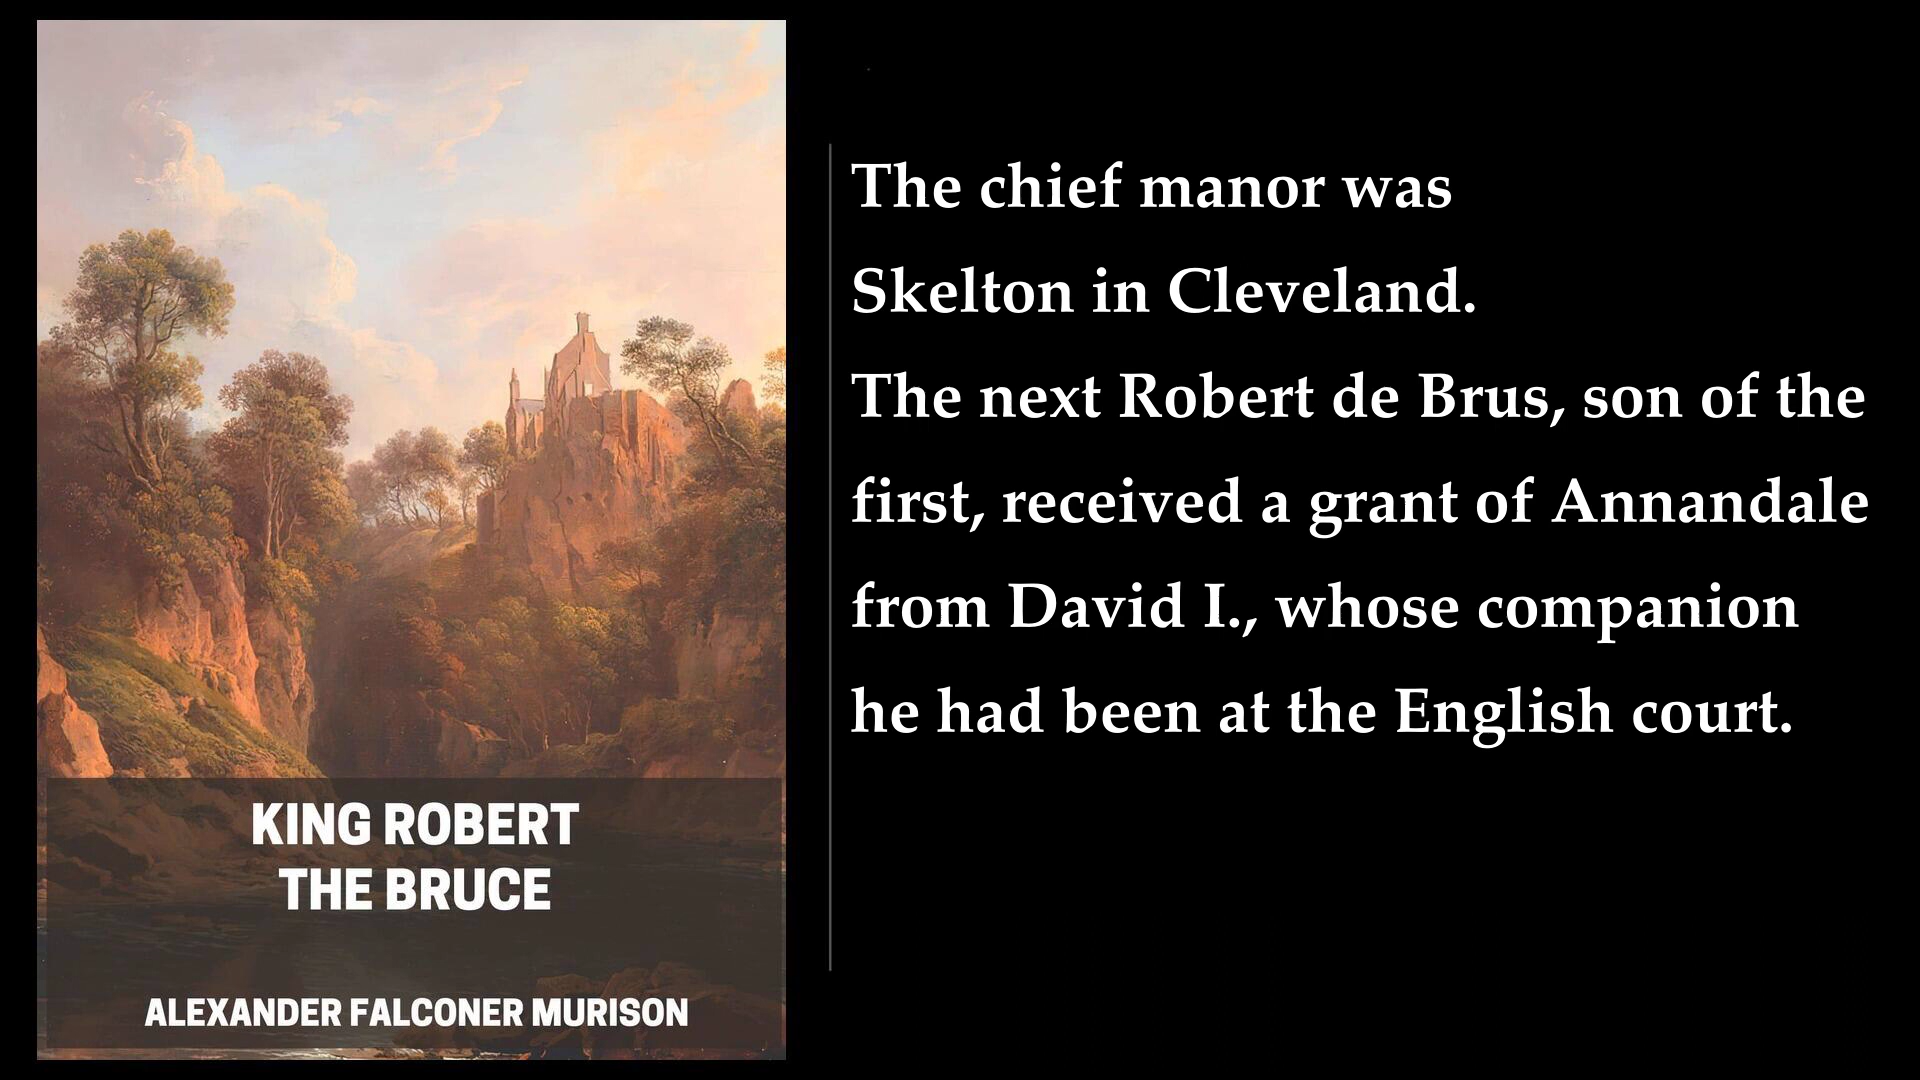 KING ROBERT
THE BRUCE
ALEXANDER FALCONER MURISON
The chief manor was
Skelton in Cleveland.
The next Robert de Brus, son of the
first, received a grant of Annandale
from David I., whose companion
he had been at the English court.